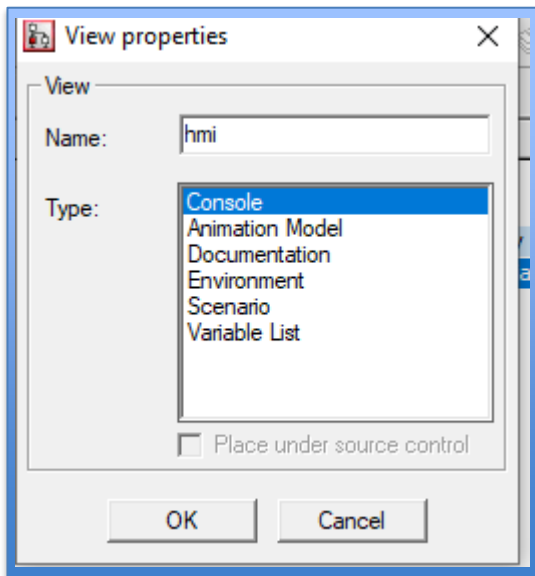 View properties
View
Name:
hmi
Type:
Console
Animation Model
Documentation
Environment
Scenario
Variable List
Place under source control
OK
Cancel